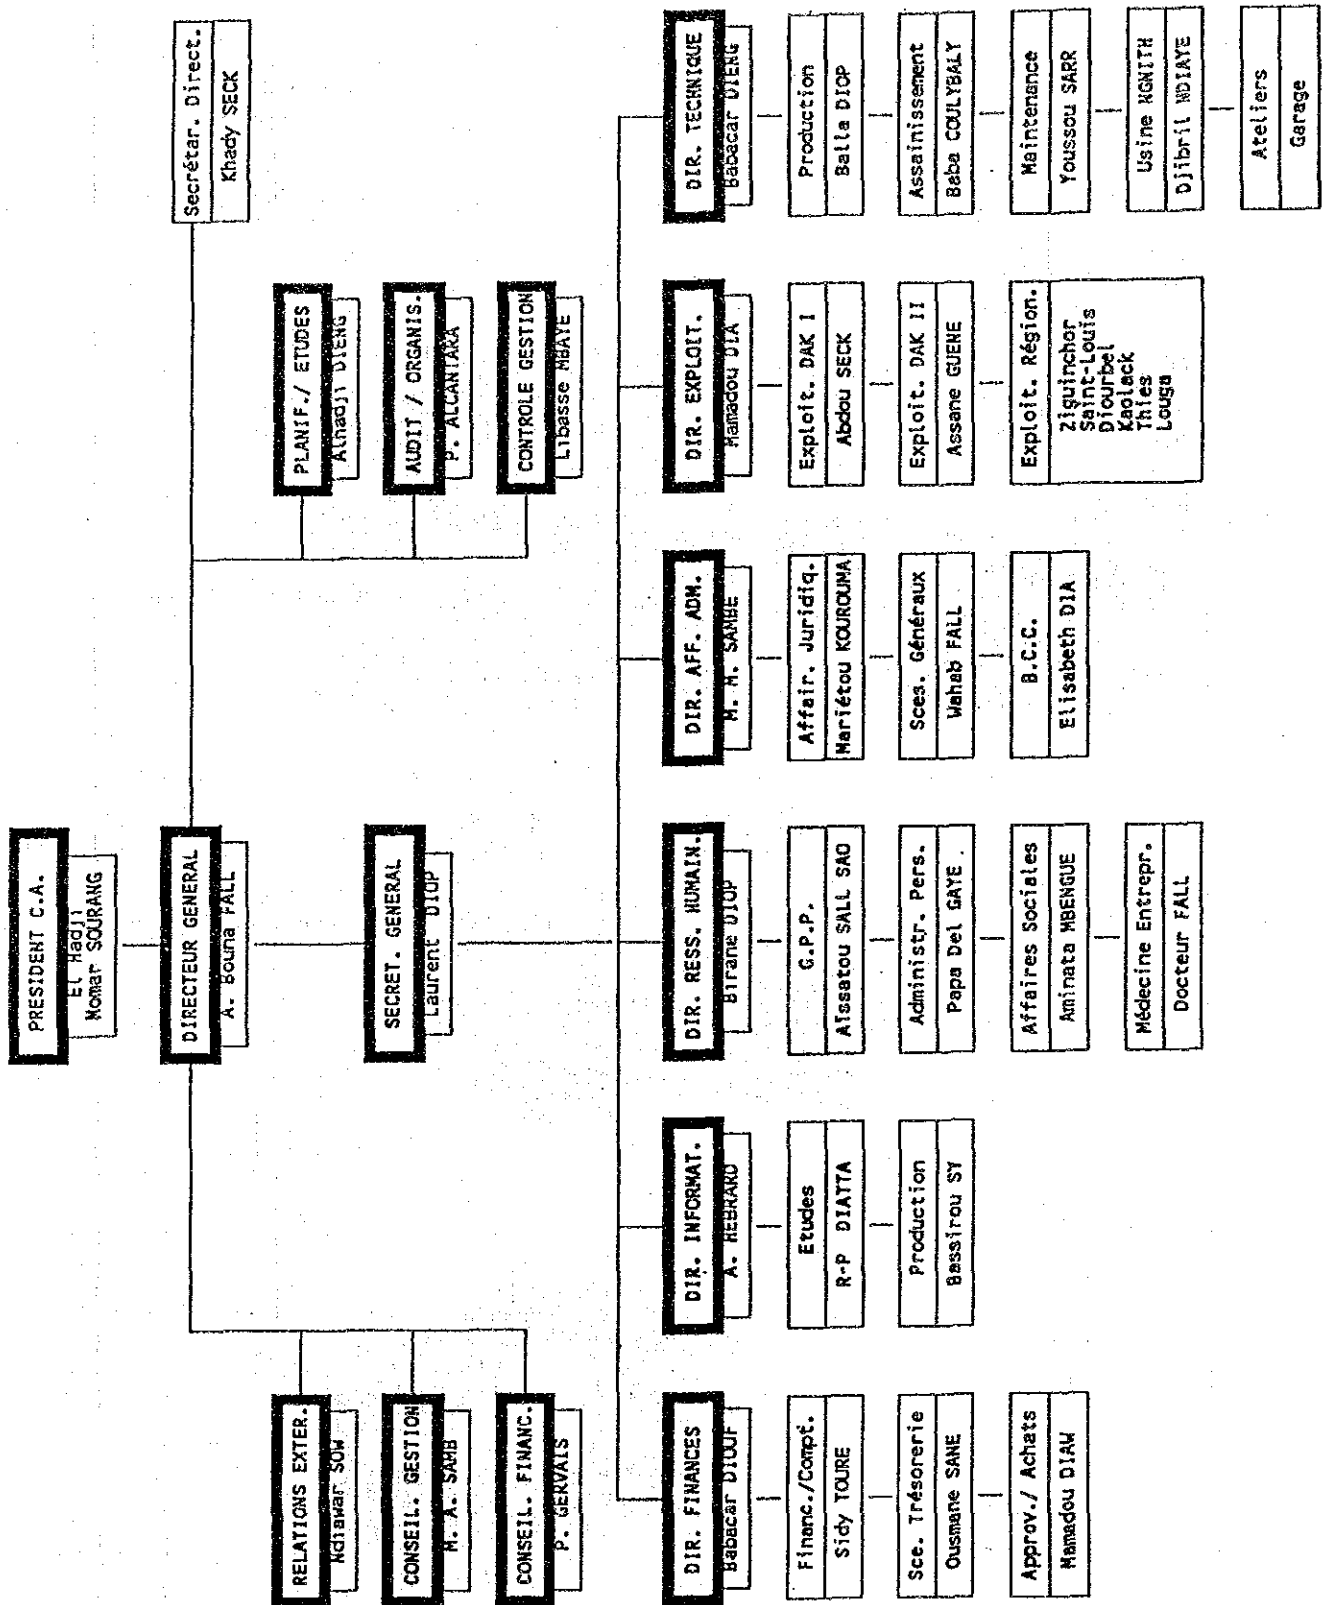 PRESIDENT C.A.
El Hadji
Momar SOURANG
DIRECTEUR GENERAL
A. Bouna FALL
Secrétar. Direct.
Khady SECK
RELATIONS EXTER.
Ndiawar SOW
CONSEIL. GESTION
M. A. SAMB
CONSEIL. FINANC.
P. GERVAIS
SECRET. GENERAL
Laurent DIOP
PLANIF./ ETUDES
Alhadji DIENG
AUDIT / ORGANIS.
P. ALCANTARA
CONTROLE GESTION
Libasse MBAYE
DIR. FINANCES
Babacar DIOUF
Financ./Compt.
Sidy TOURE
Sce. Trésorerie
Ousmane SANE
Approv./ Achats
Mamadou DIAW
DIR. INFORMAT.
A. HEBRARD
Etudes
R-P DIATTA
Production
Bassirou SY
DIR. RESS. HUMAIN.
Birane DIOP
G.P.P.
Aïssatou SALL SAO
Administr. Pers.
Papa Del GAYE .
Affaires Sociales
Aminata MBENGUE
Médecine Entrepr.
Docteur FALL
DIR. AFF. ADM.
M. M. SAMBE
Affair. Juridiq.
Mariétou KOUROUMA
Sces. Généraux
Wahab FALL
B.C.C.
Elisabeth DIA
DIR. EXPLOIT.
Mamadou DIA
Exploit. DAK I
Abdou SECK
Exploit. DAK II
Assane GUENE
Exploit. Région.
Ziguinchor
Saint-Louis
Diourbel
Kaolack
Thies
Louga
DIR. TECHNIQUE
Babacar DIENG
Production
Balla DIOP
Assainissement
Baba COULYBALY
Maintenance
Youssou SARR
Usine NGNITH
Djibril NDIAYE
Ateliers
Garage